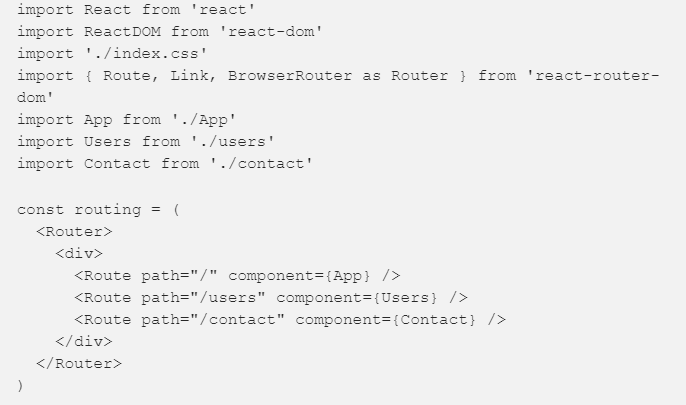 import React from 'react'
import ReactDOM from 'react-dom'
import './index.css'
import { Route, Link, BrowserRouter as Router } from 'react-router-
dom'
import App from './App'
import Users from './users'
import Contact from './contact'

const routing = (
  <Router>
    <div>
      <Route path="/" component={App} />
      <Route path="/users" component={Users} />
      <Route path="/contact" component={Contact} />
    </div>
  </Router>
)